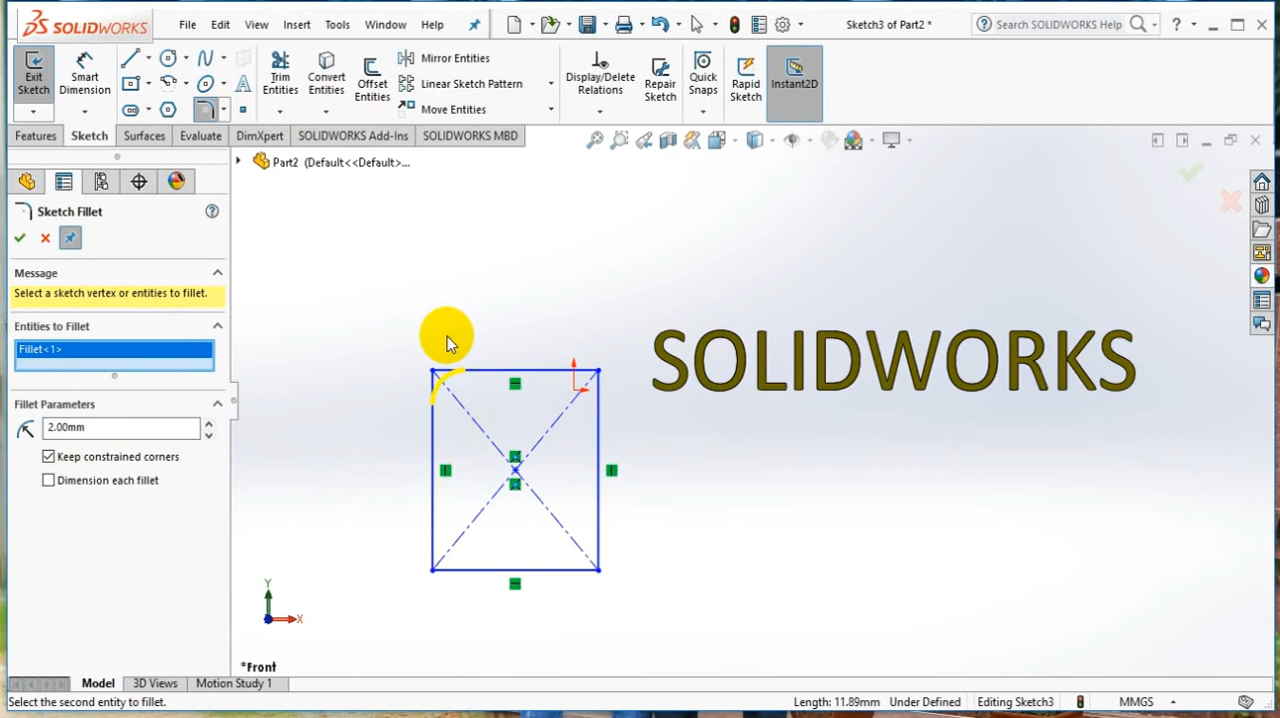 SOLIDWORKS File Edit View Insert Tools Window Help Sketch3 of Part2 * Search SOLIDWORKS Help
Exit Sketch
Smart Dimension
Trim Entities
Convert Entities
Offset Entities
Mirror Entities
Linear Sketch Pattern
Move Entities
Display/Delete Relations
Repair Sketch
Quick Snaps
Rapid Sketch
Instant2D
Features Sketch Surfaces Evaluate DimXpert SOLIDWORKS Add-Ins SOLIDWORKS MBD
Part2 (Default<<Default>...
Sketch Fillet
Message
Select a sketch vertex or entities to fillet.
Entities to Fillet
Fillet<1>
Fillet Parameters
2.00mm
Keep constrained corners
Dimension each fillet
SOLIDWORKS
Y
X
*Front
Model 3D Views Motion Study 1
Select the second entity to fillet. Length: 11.89mm Under Defined Editing Sketch3 MMGS